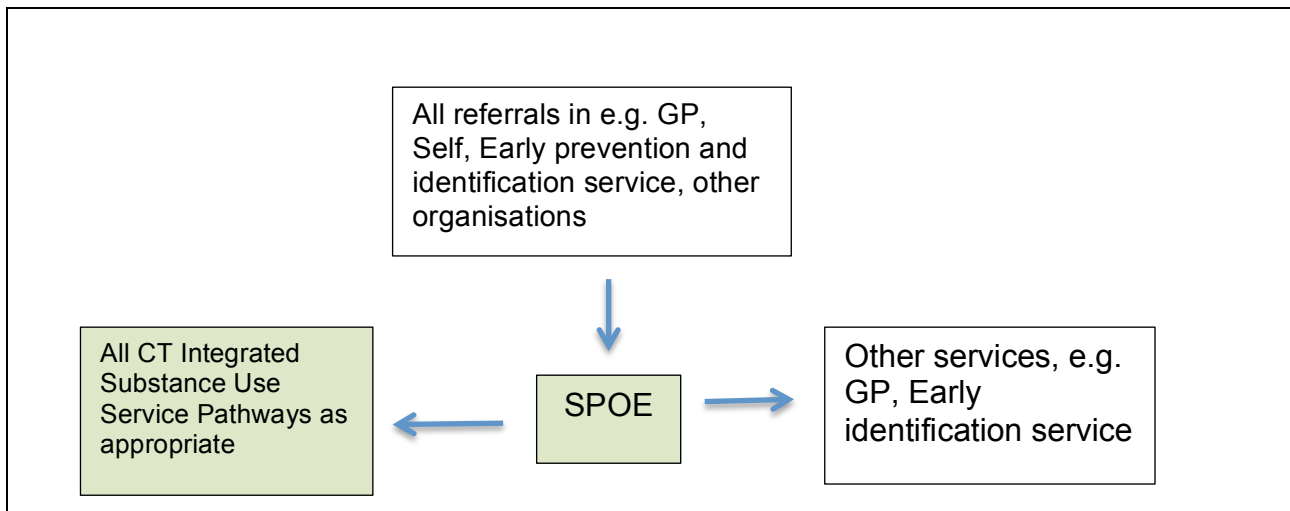 All referrals in e.g. GP,
Self, Early prevention and
identification service, other
organisations
All CT Integrated
Substance Use
Service Pathways as
appropriate
SPOE
Other services, e.g.
GP, Early
identification service